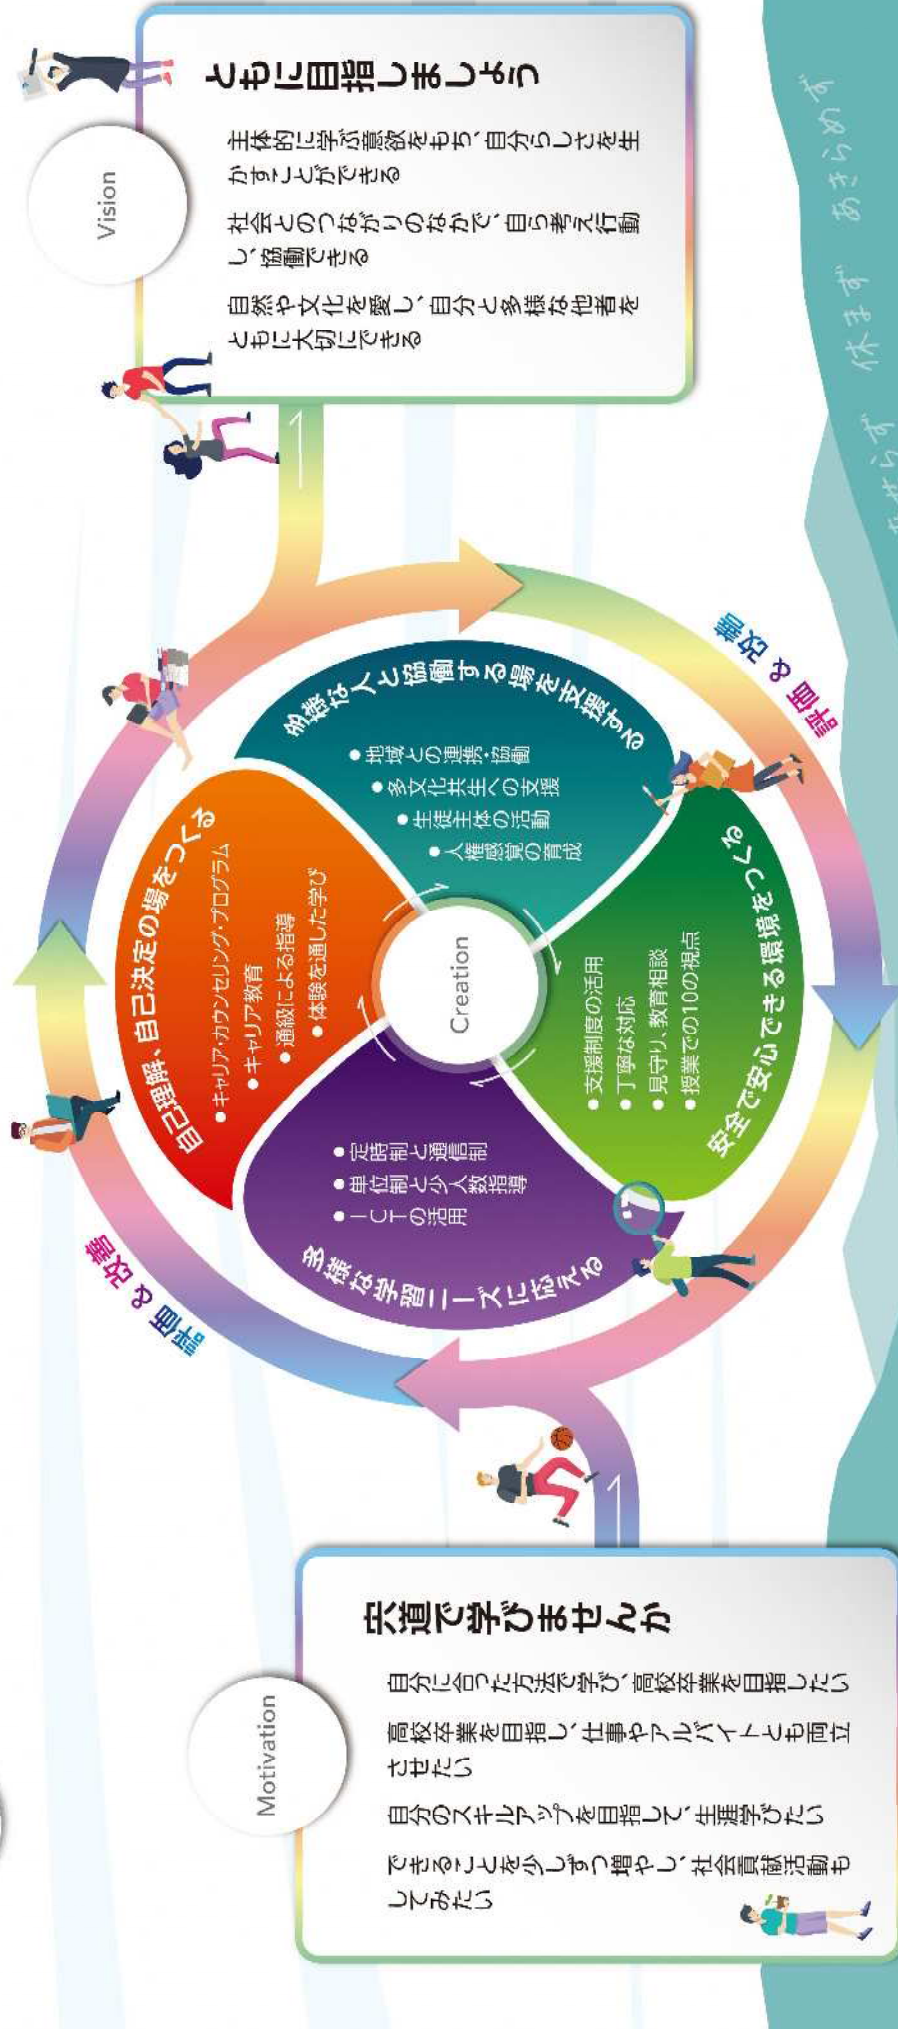 Motivation
宍道で学びませんか
自分に合った方法で学び、高校卒業を目指したい
高校卒業を目指し、仕事やアルバイトとも両立
させたい
自分のスキルアップを目指して、生涯学びたい
できることを少しずつ増やし、社会貢献活動も
してみたい
Creation
評価 & 改善
多様な学習ニーズに応える
●定時制と通信制
●単位制と少人数指導
●ICTの活用
自己理解、自己決定の場をつくる
●キャリア・カウンセリング・プログラム
●キャリア教育
●通級による指導
●体験を通した学び
多様な人と協働する場を支援する
●地域との連携・協働
●多文化共生への支援
●生徒主体の活動
●人権感覚の育成
安全で安心できる環境をつくる
●支援制度の活用
●丁寧な対応
●見守り、教育相談
●授業での10の視点
評価 & 改善
Vision
ともに目指しましょう
主体的に学ぶ意欲をもち、自分らしさを生
かすことができる
社会とのつながりのなかで、自ら考え行動
し、協働できる
自然や文化を愛し、自分と多様な他者を
ともに大切にできる
あせらず 休まず あきらめず